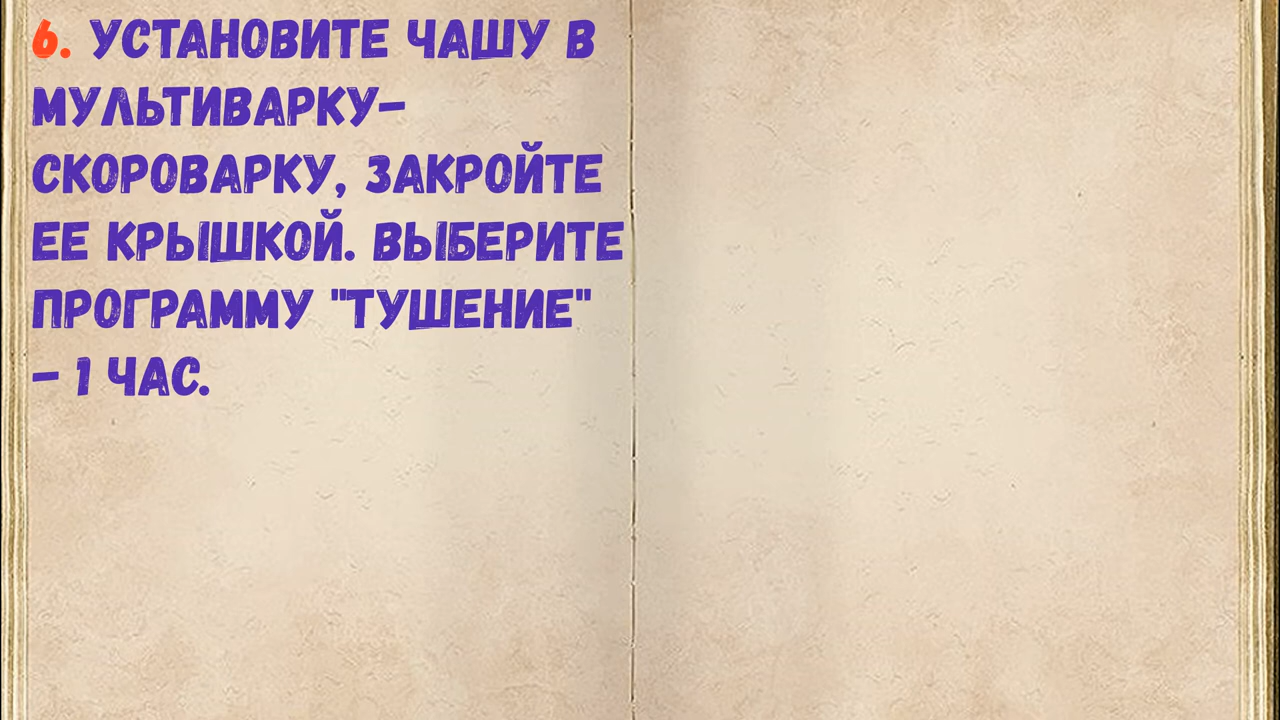 6. УСТАНОВИТЕ ЧАШУ В
МУЛЬТИВАРКУ-
СКОРОВАРКУ, ЗАКРОЙТЕ
ЕЕ КРЫШКОЙ. ВЫБЕРИТЕ
ПРОГРАММУ "ТУШЕНИЕ"
- 1 ЧАС.